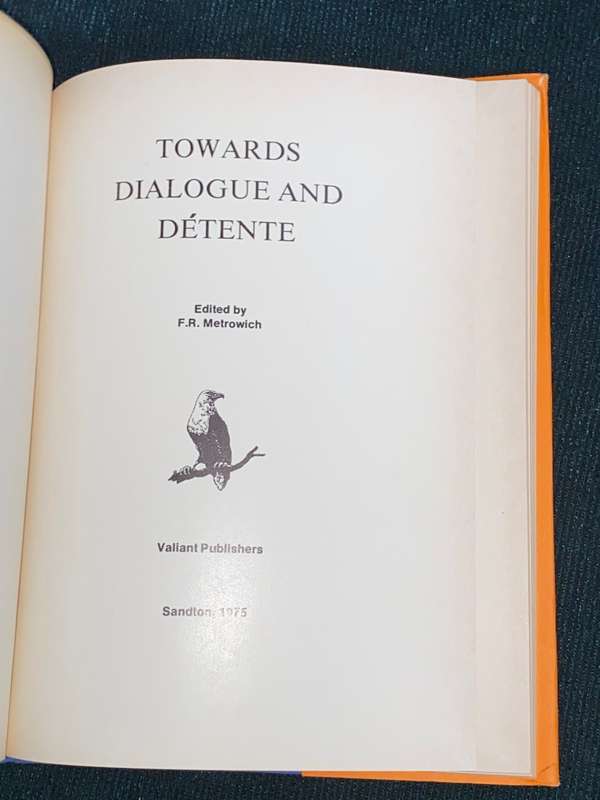 TOWARDS
DIALOGUE AND
DÉTENTE
Edited by
F.R. Metrowich
Valiant Publishers
Sandton, 1975